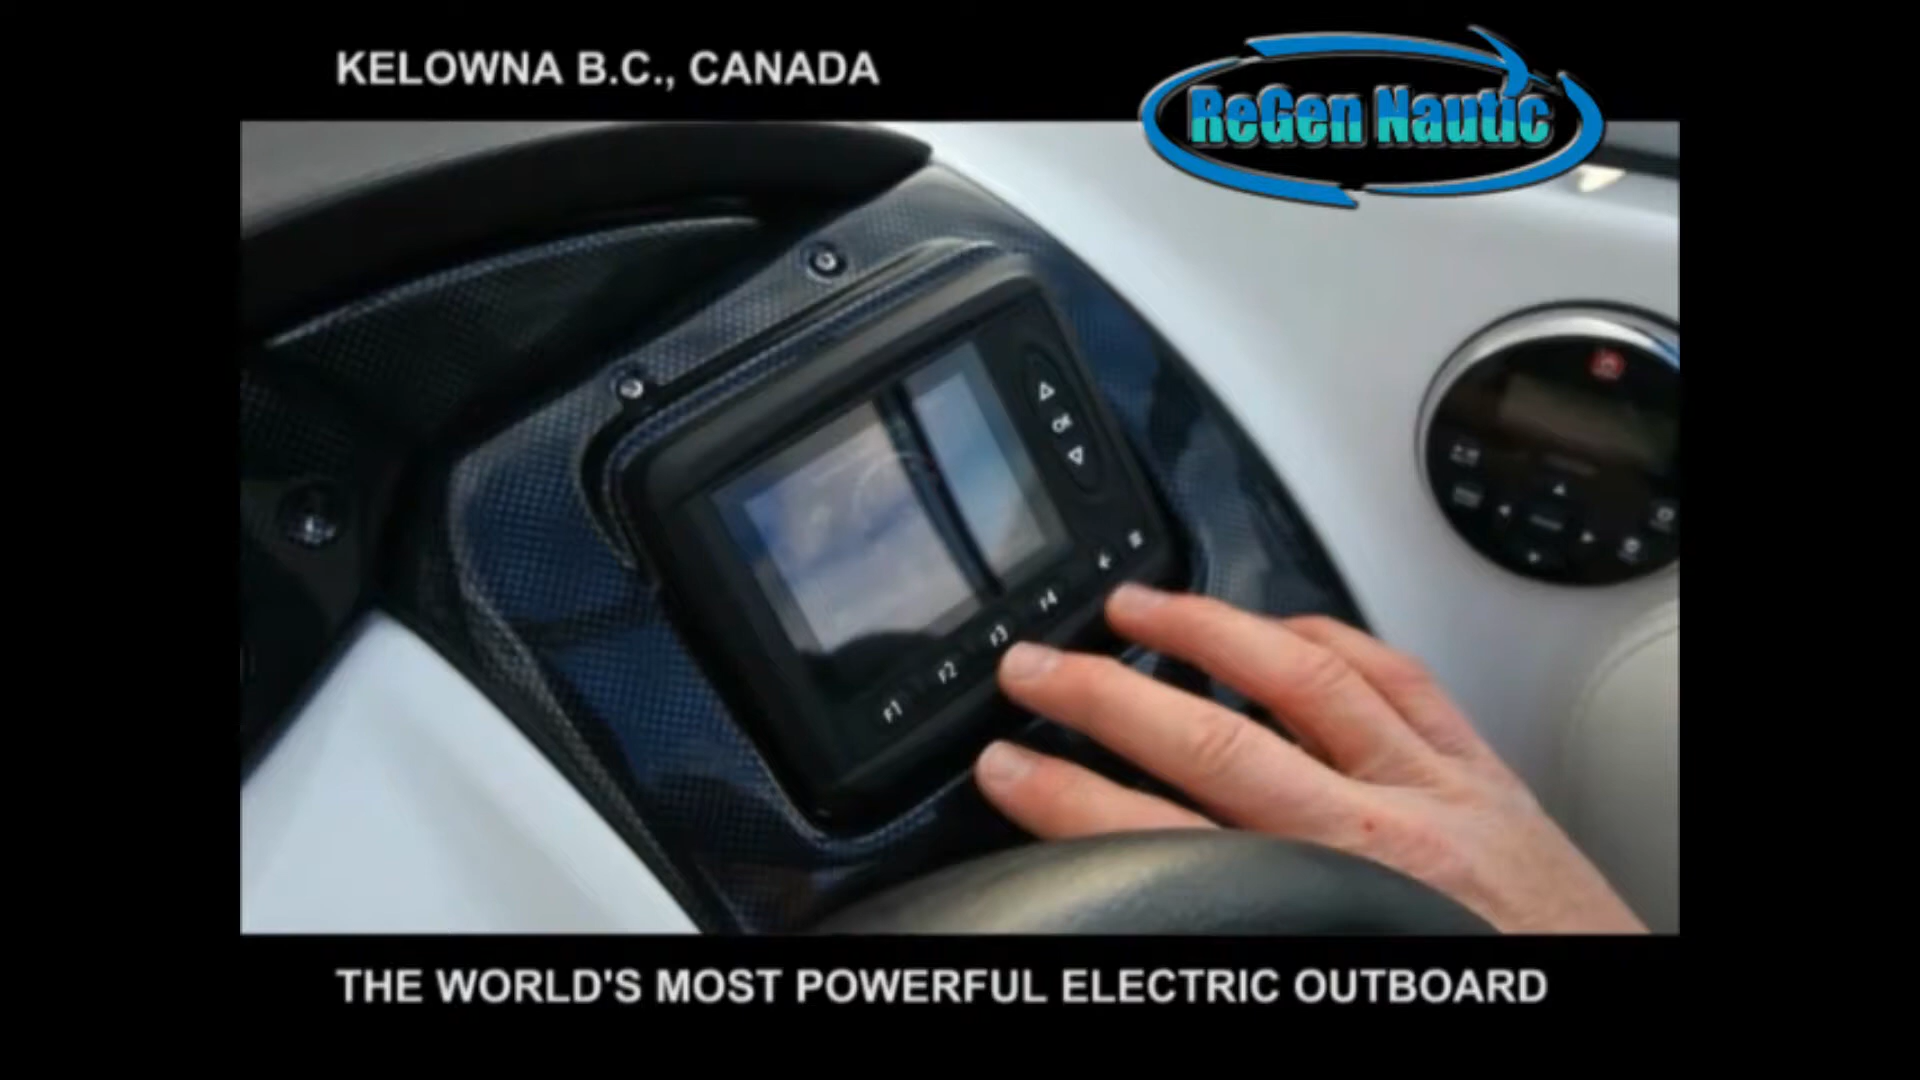 KELOWNA B.C., CANADA
ReGen Nautic
OK
F1 F2 F3 F4
THE WORLD'S MOST POWERFUL ELECTRIC OUTBOARD